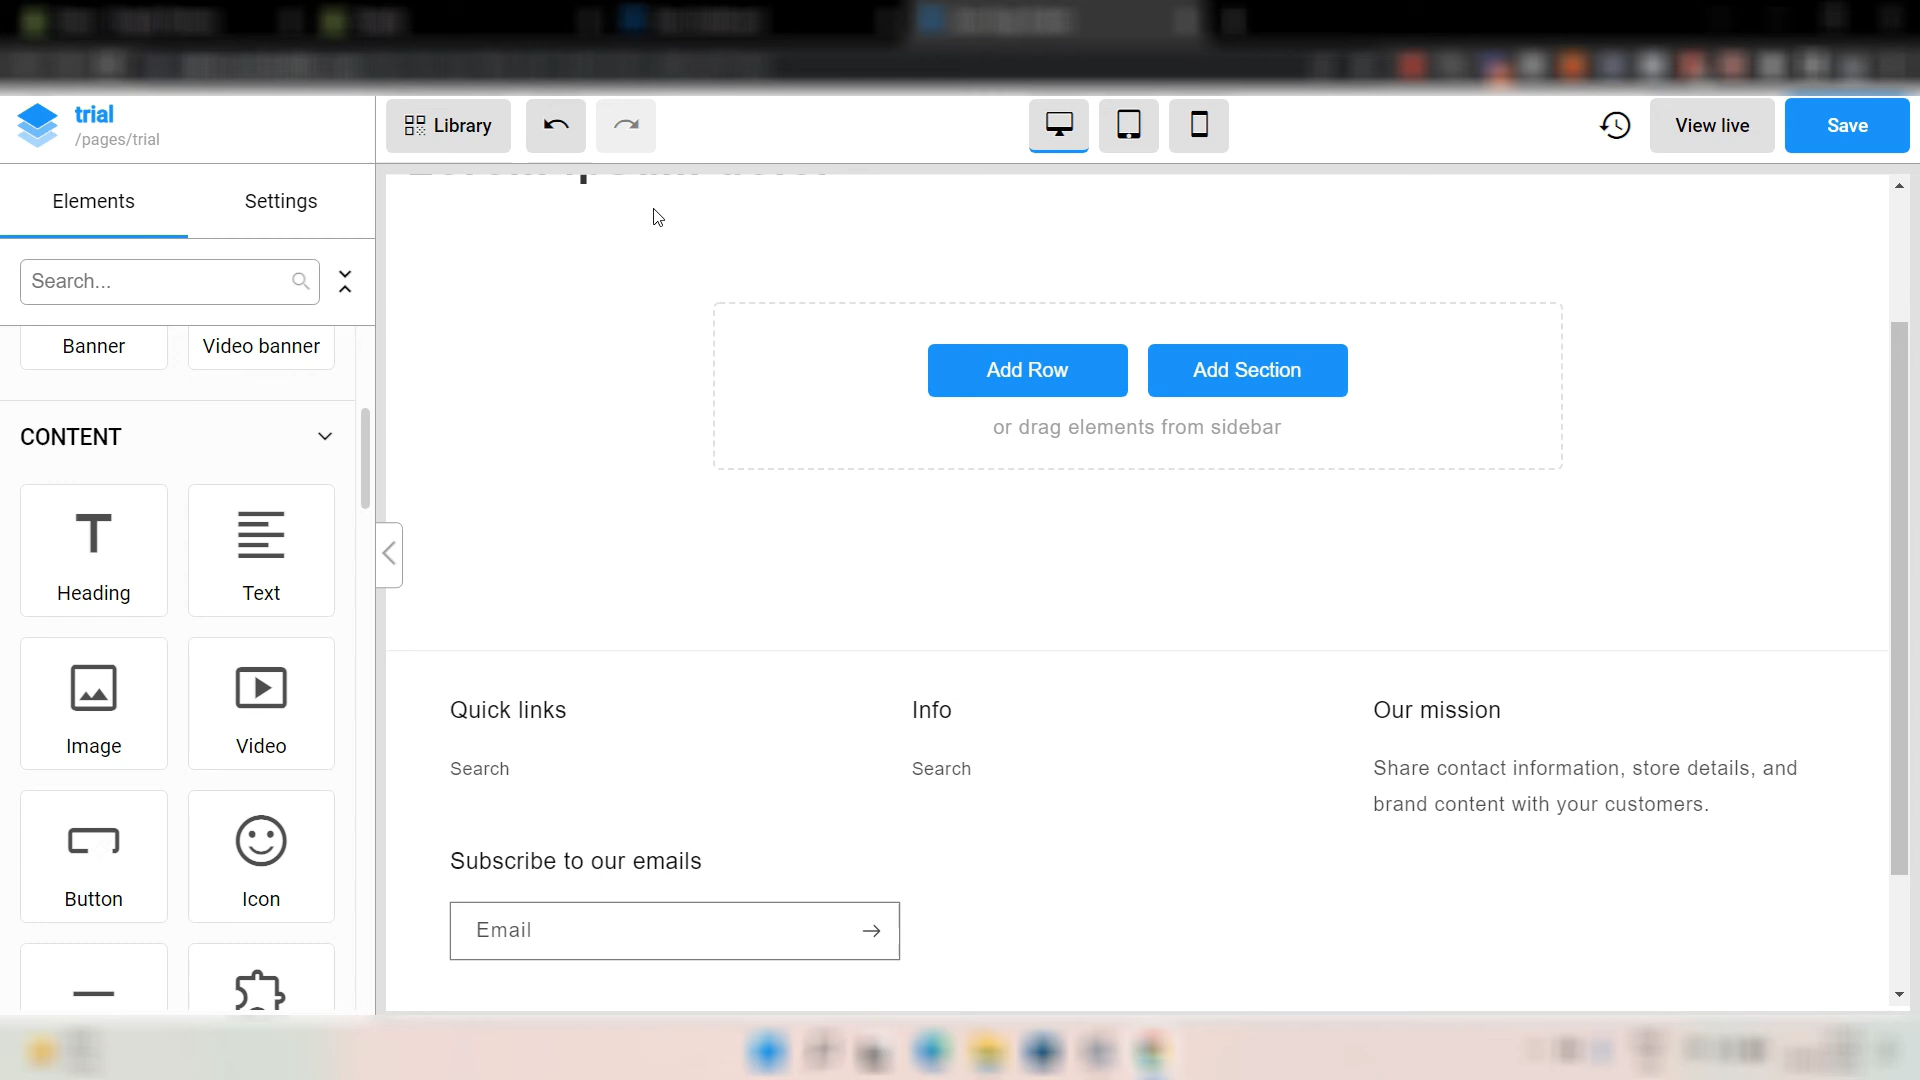 trial
/pages/trial
Library
View live
Save
Elements
Settings
Search...
Banner
Video banner
CONTENT
Heading
Text
Image
Video
Button
Icon
Add Row
Add Section
or drag elements from sidebar
Quick links
Info
Our mission
Search
Search
Share contact information, store details, and
brand content with your customers.
Subscribe to our emails
Email